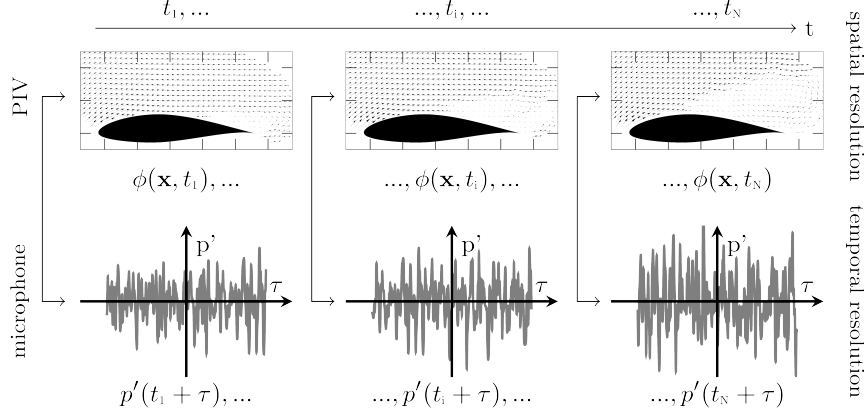 t₁, ...
..., tᵢ, ...
..., t_N
t
PIV
spatial resolution
ϕ(x, t₁), ...
..., ϕ(x, tᵢ), ...
..., ϕ(x, t_N)
microphone
temporal resolution
p'
τ
p'
τ
p'
τ
p′(t₁ + τ), ...
..., p′(tᵢ + τ), ...
..., p′(t_N + τ)